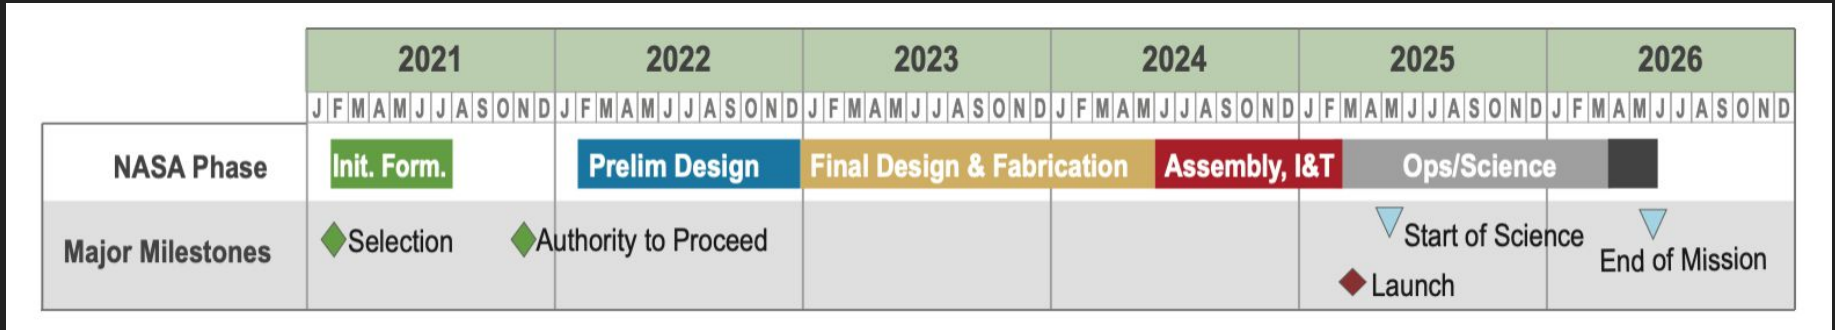 2021 2022 2023 2024 2025 2026
J F M A M J J A S O N D J F M A M J J A S O N D J F M A M J J A S O N D J F M A M J J A S O N D J F M A M J J A S O N D J F M A M J J A S O N D
NASA Phase Init. Form. Prelim Design Final Design & Fabrication Assembly, I&T Ops/Science
Major Milestones Selection Authority to Proceed Start of Science
End of Mission
Launch